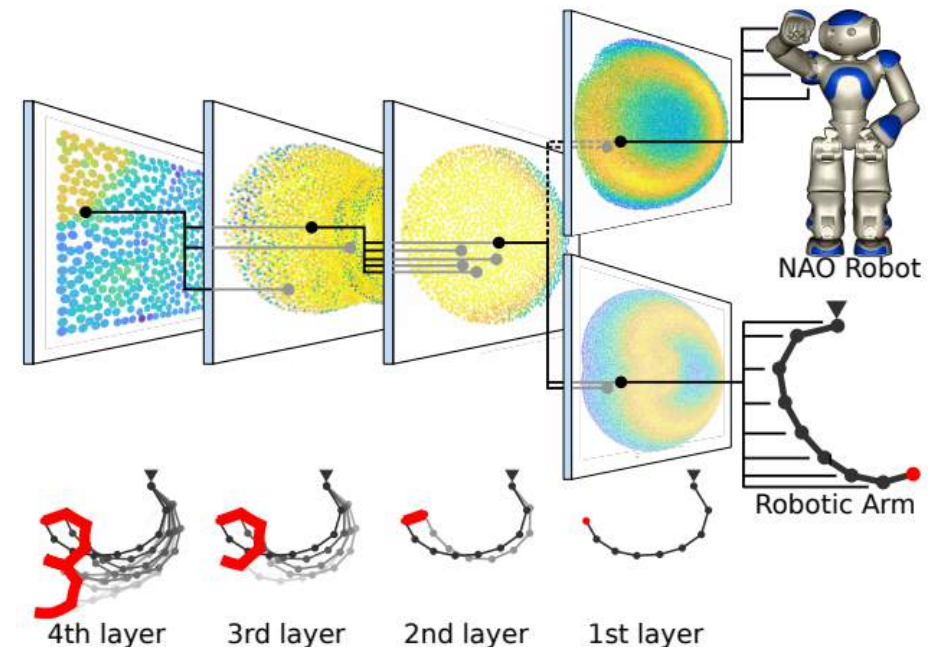 NAO Robot
Robotic Arm
4th layer
3rd layer
2nd layer
1st layer